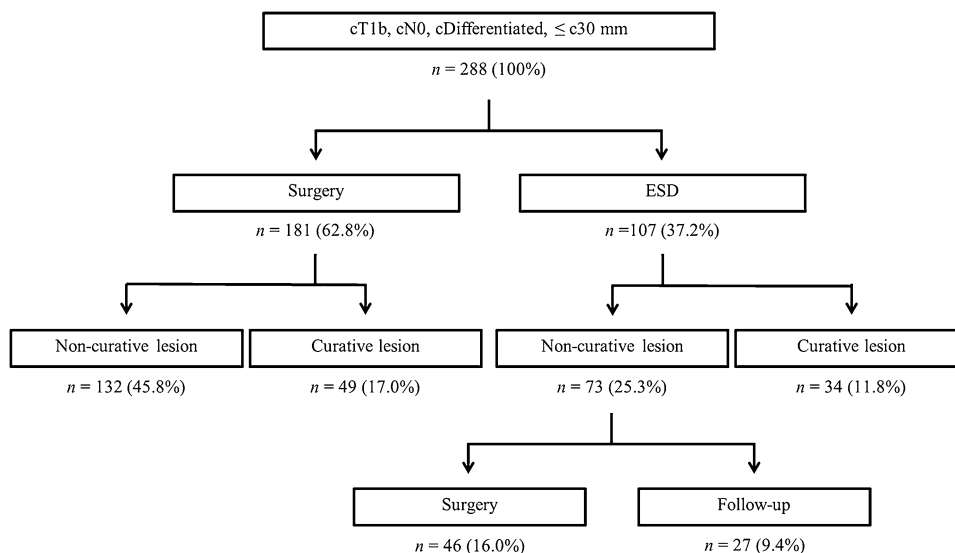 cT1b, cN0, cDifferentiated, ≤ c30 mm
n = 288 (100%)
Surgery
ESD
n = 181 (62.8%)
n =107 (37.2%)
Non-curative lesion
Curative lesion
Non-curative lesion
Curative lesion
n = 132 (45.8%)
n = 49 (17.0%)
n = 73 (25.3%)
n = 34 (11.8%)
Surgery
Follow-up
n = 46 (16.0%)
n = 27 (9.4%)